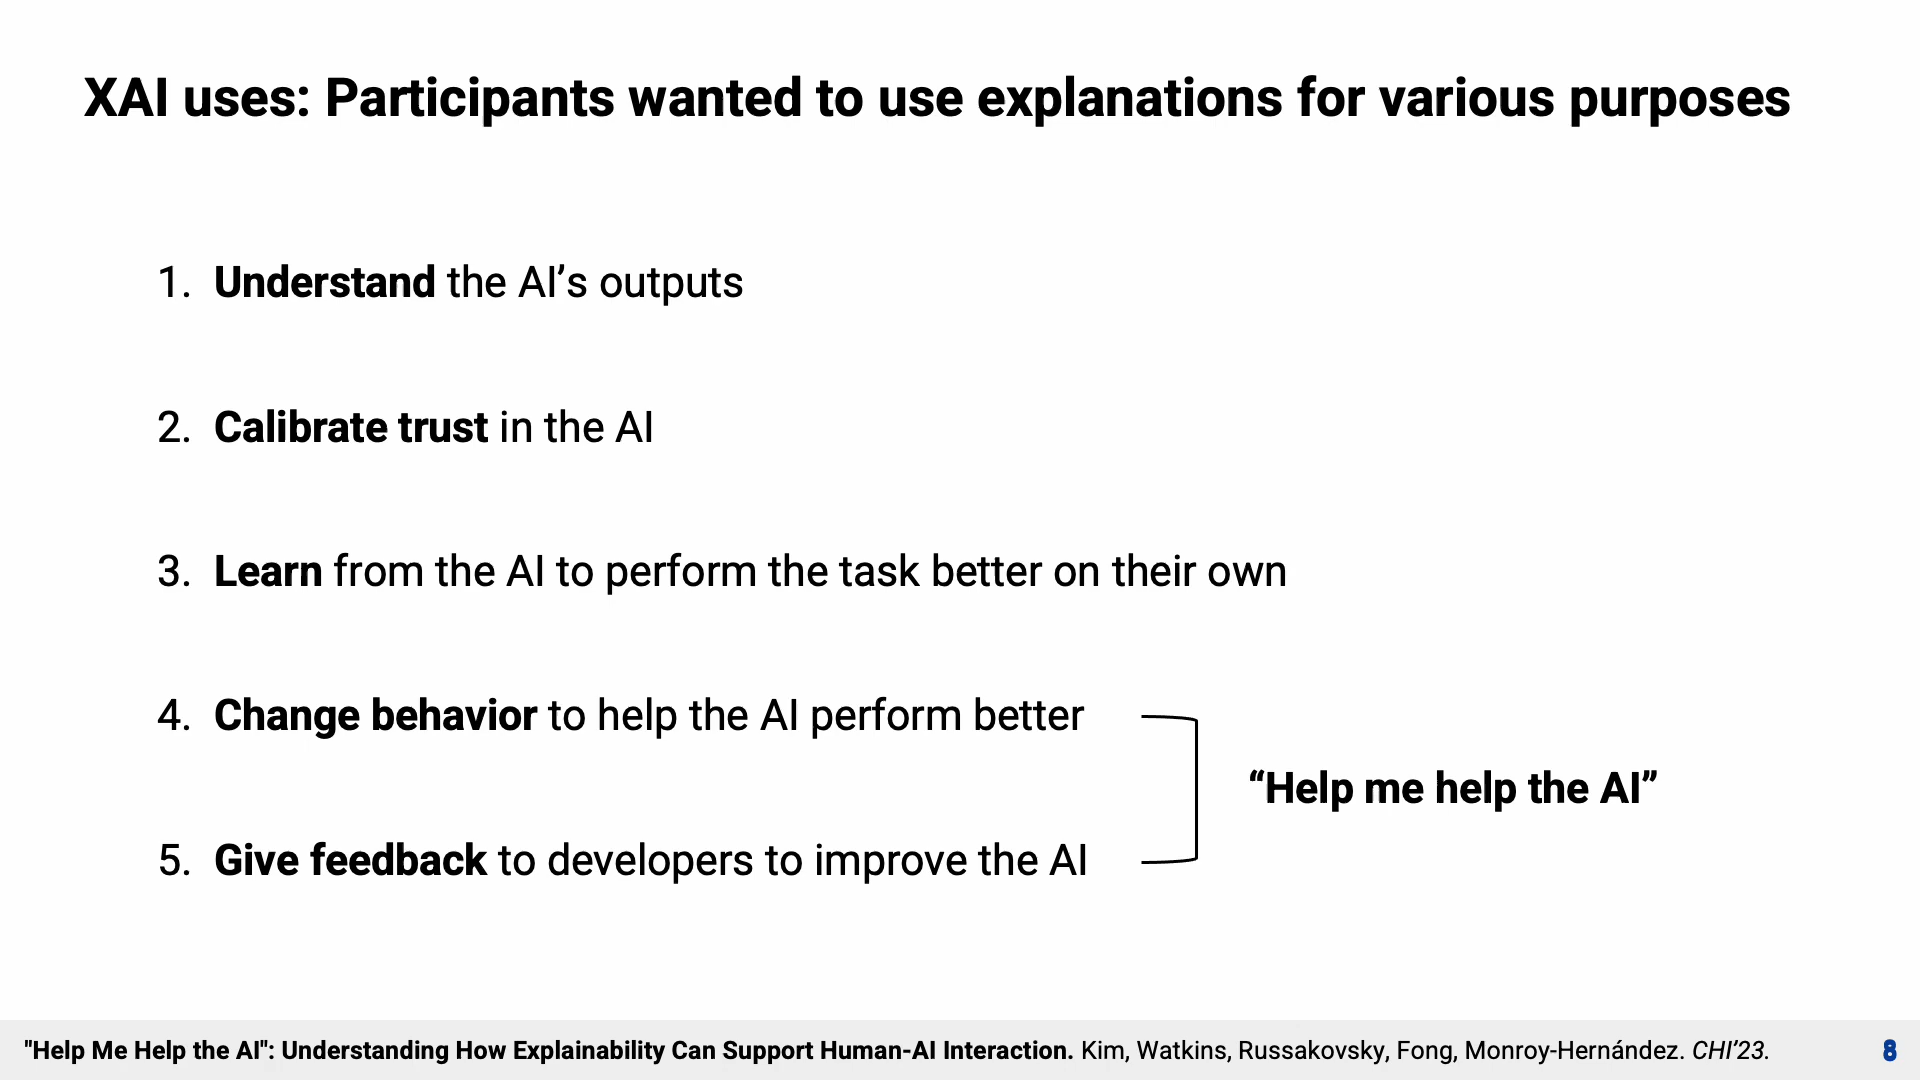 XAI uses: Participants wanted to use explanations for various purposes
1. Understand the AI’s outputs
2. Calibrate trust in the AI
3. Learn from the AI to perform the task better on their own
4. Change behavior to help the AI perform better
“Help me help the AI”
5. Give feedback to developers to improve the AI
"Help Me Help the AI": Understanding How Explainability Can Support Human-AI Interaction. Kim, Watkins, Russakovsky, Fong, Monroy-Hernández. CHI’23. 8